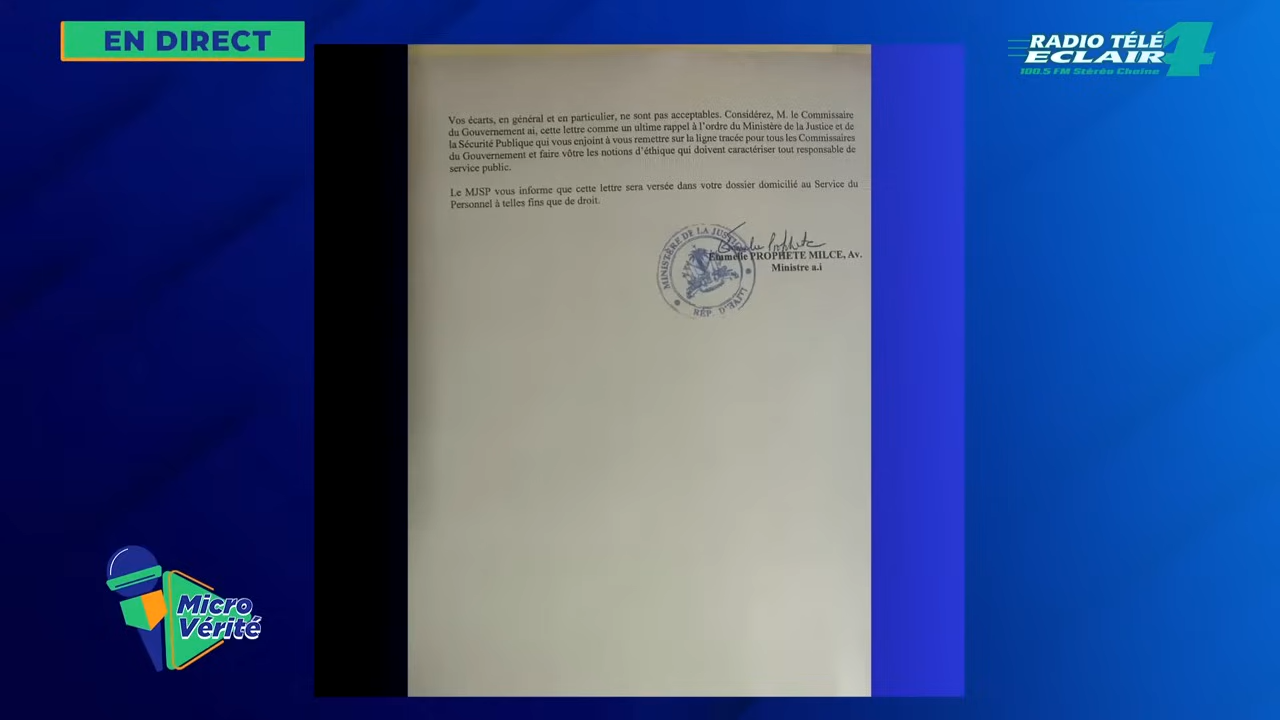 EN DIRECT
RADIO TÉLÉ
ECLAIR 4
100.5 FM Stéréo Chaine
Vos écarts, en général et en particulier, ne sont pas acceptables. Considérez, M. le Commissaire
du Gouvernement ai, cette lettre comme un ultime rappel à l'ordre du Ministère de la Justice et de
la Sécurité Publique qui vous enjoint à vous remettre sur la ligne tracée pour tous les Commissaires
du Gouvernement et faire vôtre les notions d'éthique qui doivent caractériser tout responsable de
service public.
Le MJSP vous informe que cette lettre sera versée dans votre dossier domicilié au Service du
Personnel à telles fins que de droit.
MINISTÈRE DE LA JUSTICE
RÉP. D'HAITI
PROPHETE MILCE, Av.
Ministre a.i
Micro
Vérité